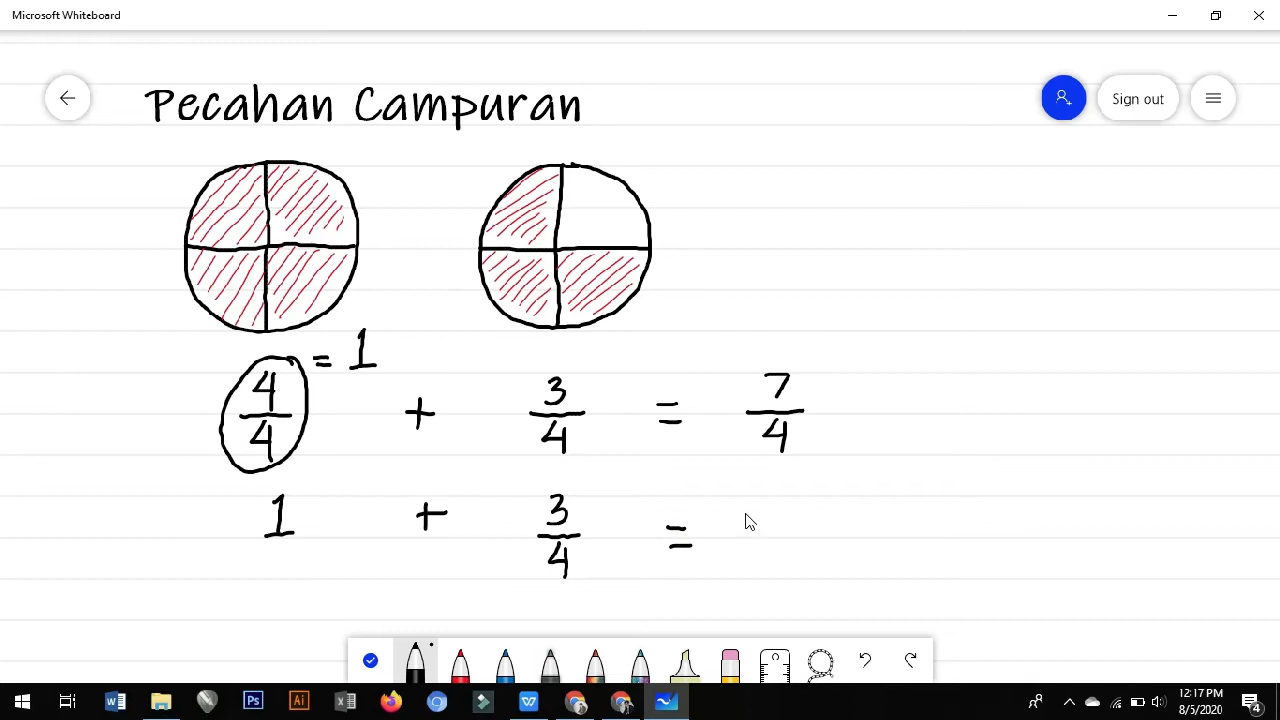 Microsoft Whiteboard
Pecahan Campuran
Sign out
= 1
4/4 + 3/4 = 7/4
1 + 3/4 =
12:17 PM
8/5/2020
4